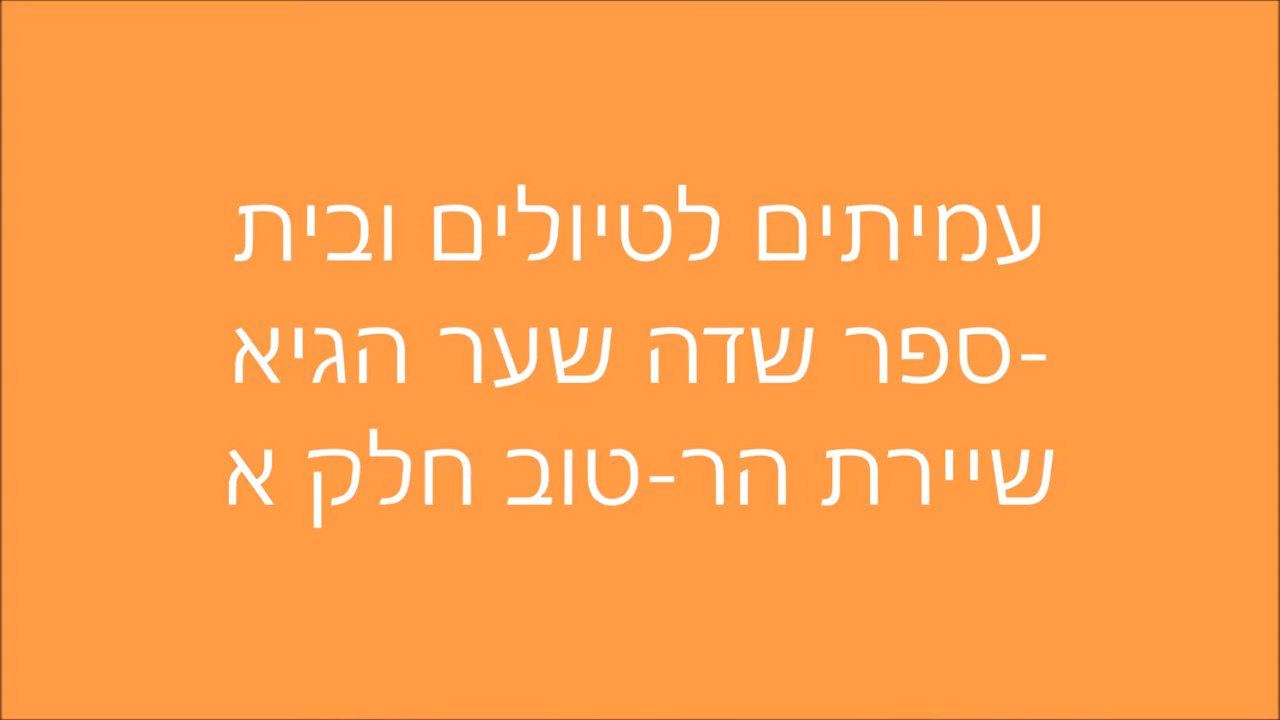 עמיתים לטיולים ובית
-ספר שדה שער הגיא
שיירת הר-טוב חלק א